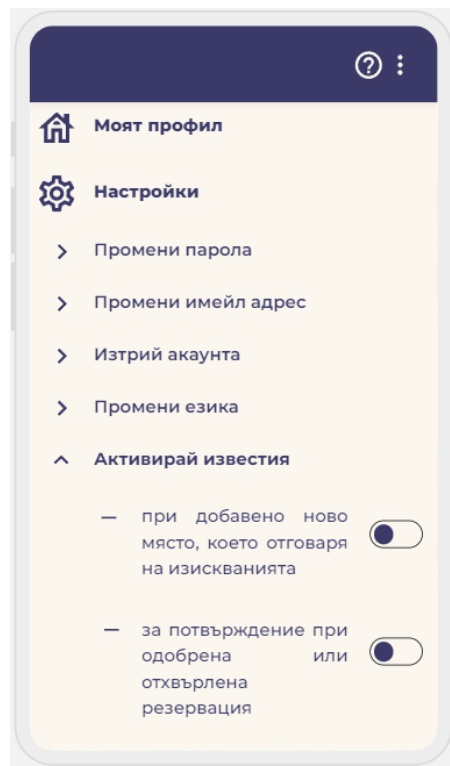 Моят профил
Настройки
Промени парола
Промени имейл адрес
Изтрий акаунта
Промени езика
Активирай известия
— при добавено ново
място, което отговаря
на изискванията
— за потвърждение при
одобрена или
отхвърлена
резервация